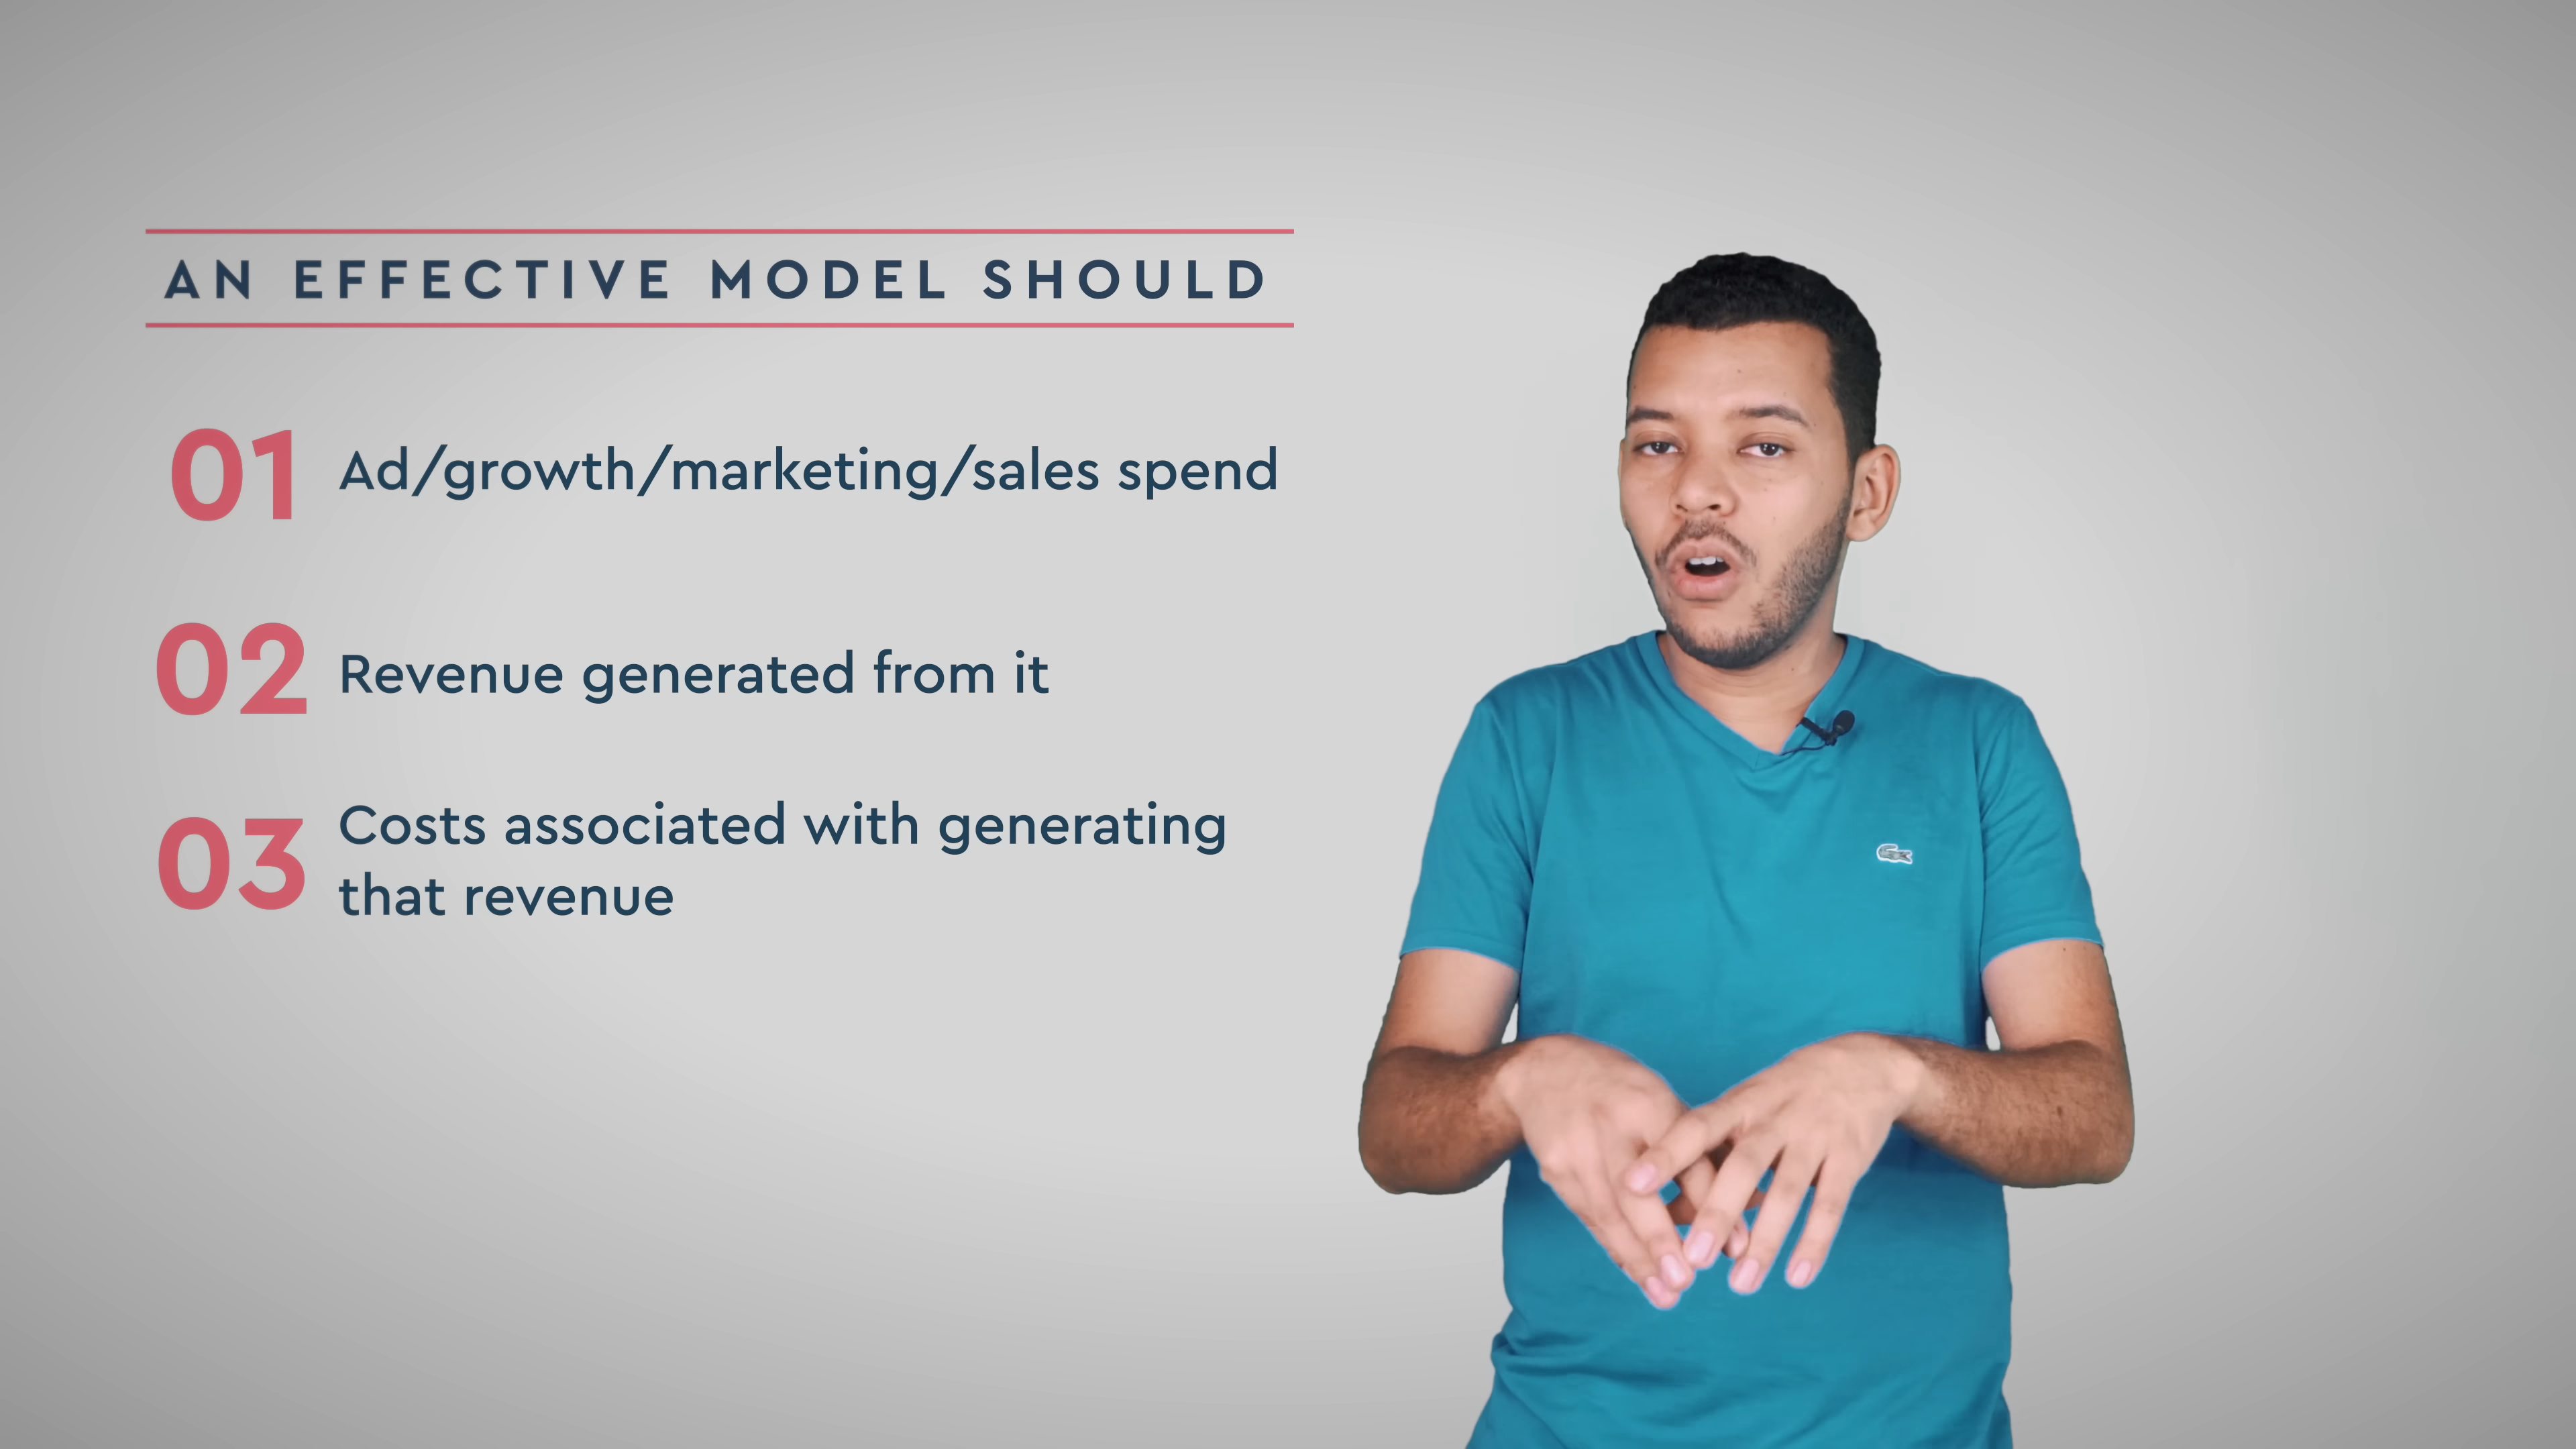 AN EFFECTIVE MODEL SHOULD
01 Ad/growth/marketing/sales spend
02 Revenue generated from it
03 Costs associated with generating
that revenue